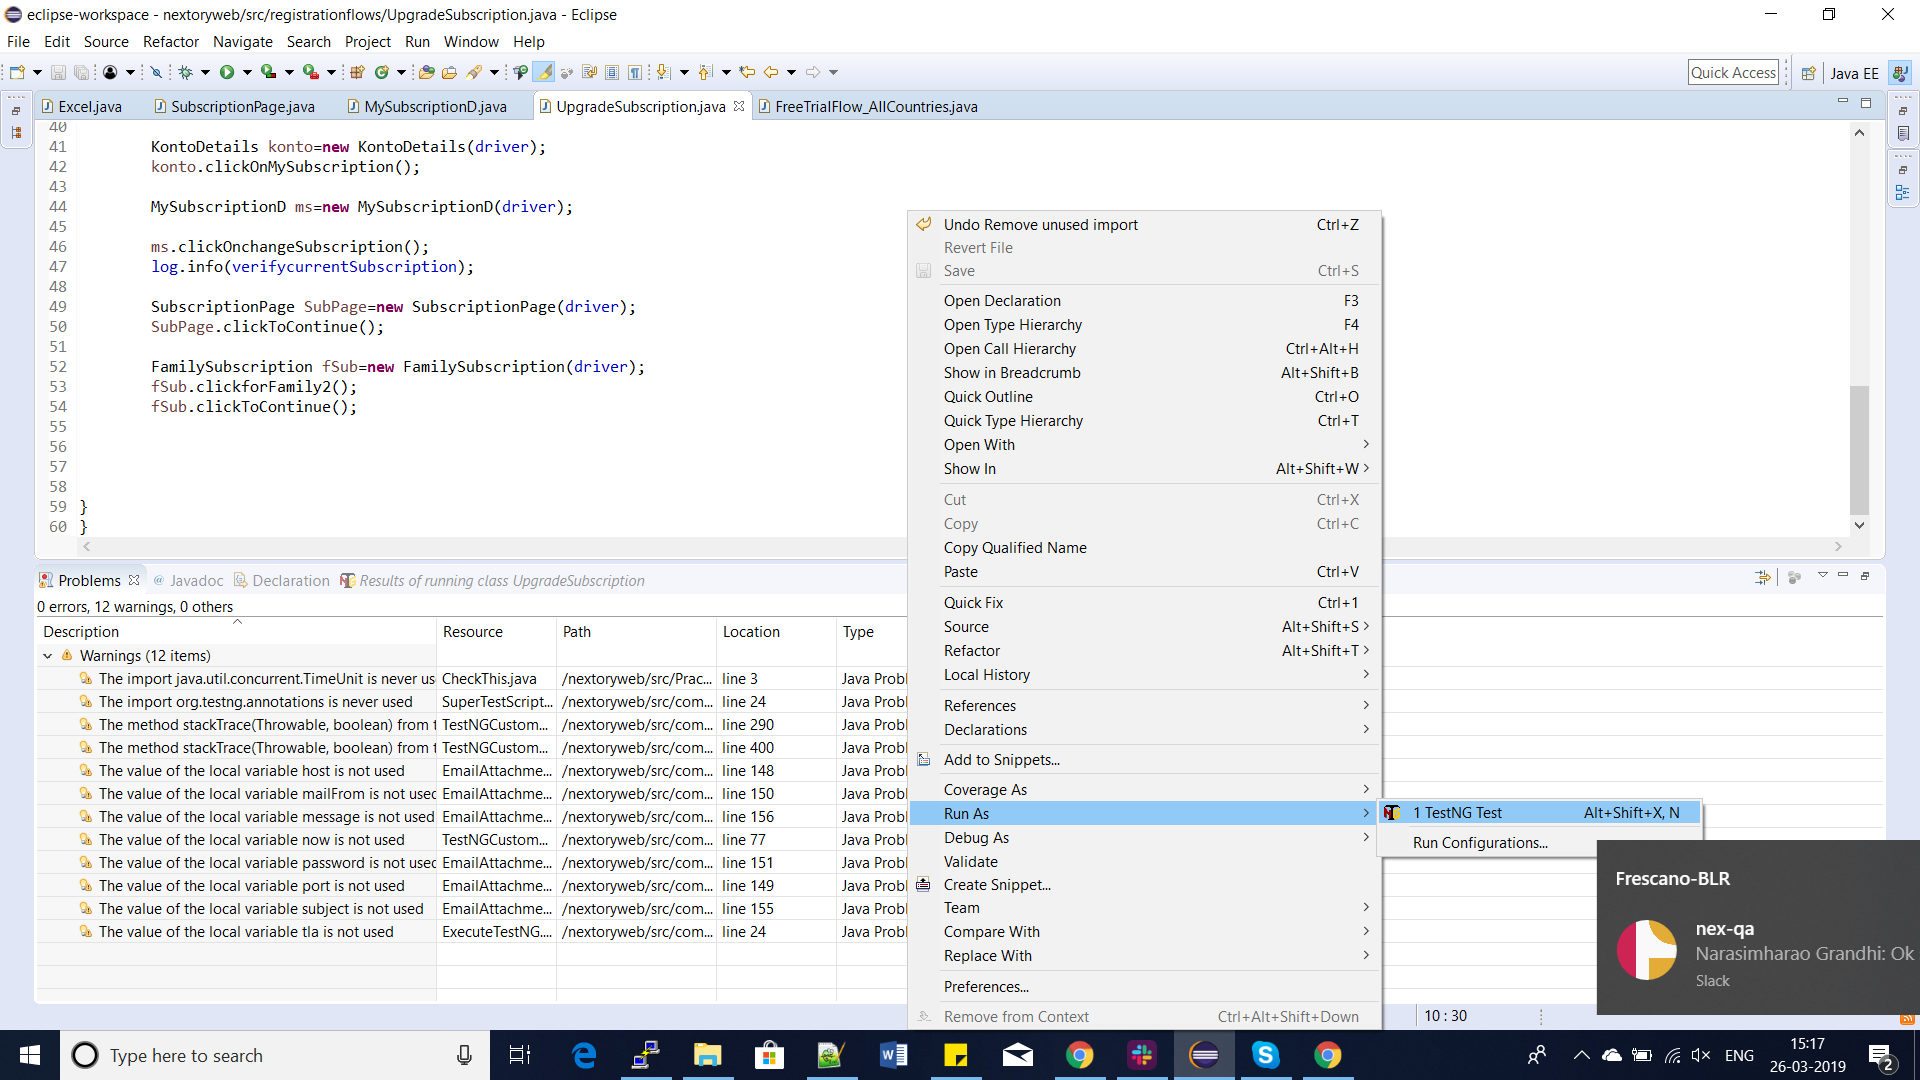 eclipse-workspace - nextoryweb/src/registrationflows/UpgradeSubscription.java - Eclipse
File Edit Source Refactor Navigate Search Project Run Window Help
Quick Access
Java EE
Excel.java SubscriptionPage.java MySubscriptionD.java UpgradeSubscription.java FreeTrialFlow_AllCountries.java
40
41 KontoDetails konto=new KontoDetails(driver);
42 konto.clickOnMySubscription();
43
44 MySubscriptionD ms=new MySubscriptionD(driver);
45
46 ms.clickOnchangeSubscription();
47 log.info(verifycurrentSubscription);
48
49 SubscriptionPage SubPage=new SubscriptionPage(driver);
50 SubPage.clickToContinue();
51
52 FamilySubscription fSub=new FamilySubscription(driver);
53 fSub.clickforFamily2();
54 fSub.clickToContinue();
55
56
57
58
59 }
60 }
Problems @ Javadoc Declaration Results of running class UpgradeSubscription
0 errors, 12 warnings, 0 others
Description Resource Path Location Type
Warnings (12 items)
The import java.util.concurrent.TimeUnit is never us CheckThis.java /nextoryweb/src/Prac... line 3 Java Probl
The import org.testng.annotations is never used SuperTestScript... /nextoryweb/src/com... line 24 Java Probl
The method stackTrace(Throwable, boolean) from t TestNGCustom... /nextoryweb/src/com... line 290 Java Probl
The method stackTrace(Throwable, boolean) from t TestNGCustom... /nextoryweb/src/com... line 400 Java Probl
The value of the local variable host is not used EmailAttachme... /nextoryweb/src/com... line 148 Java Probl
The value of the local variable mailFrom is not usec EmailAttachme... /nextoryweb/src/com... line 150 Java Probl
The value of the local variable message is not used EmailAttachme... /nextoryweb/src/com... line 156 Java Probl
The value of the local variable now is not used TestNGCustom... /nextoryweb/src/com... line 77 Java Probl
The value of the local variable password is not usec EmailAttachme... /nextoryweb/src/com... line 151 Java Probl
The value of the local variable port is not used EmailAttachme... /nextoryweb/src/com... line 149 Java Probl
The value of the local variable subject is not used EmailAttachme... /nextoryweb/src/com... line 155 Java Probl
The value of the local variable tla is not used ExecuteTestNG.... /nextoryweb/src/com... line 24 Java Probl
Undo Remove unused import Ctrl+Z
Revert File
Save Ctrl+S
Open Declaration F3
Open Type Hierarchy F4
Open Call Hierarchy Ctrl+Alt+H
Show in Breadcrumb Alt+Shift+B
Quick Outline Ctrl+O
Quick Type Hierarchy Ctrl+T
Open With
Show In Alt+Shift+W
Cut Ctrl+X
Copy Ctrl+C
Copy Qualified Name
Paste Ctrl+V
Quick Fix Ctrl+1
Source Alt+Shift+S
Refactor Alt+Shift+T
Local History
References
Declarations
Add to Snippets...
Coverage As
Run As
Debug As
Validate
Create Snippet...
Team
Compare With
Replace With
Preferences...
Remove from Context Ctrl+Alt+Shift+Down
1 TestNG Test Alt+Shift+X, N
Run Configurations...
Frescano-BLR
nex-qa
Narasimharao Grandhi: Ok
Slack
10 : 30
Type here to search
ENG
15:17
26-03-2019
2